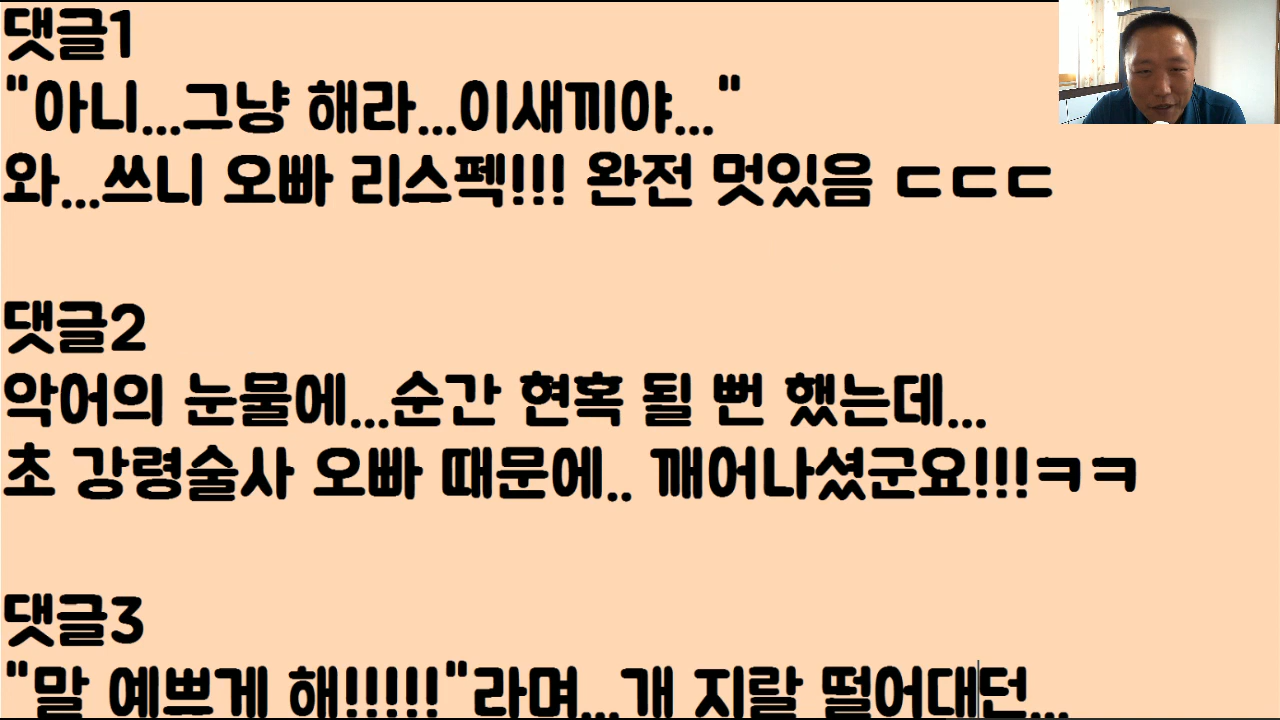 댓글1
"아니...그냥 해라...이새끼야..."
와...쓰니 오빠 리스펙!!! 완전 멋있음 ㄷㄷㄷ
댓글2
악어의 눈물에...순간 현혹 될 뻔 했는데...
초 강령술사 오빠 때문에.. 깨어나셨군요!!!ㅋㅋ
댓글3
"말 예쁘게 해!!!!!"라며...개 지랄 떨어대던...